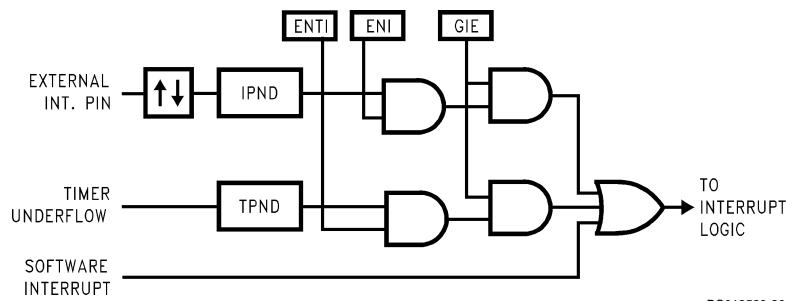 ENTI
ENI
GIE
EXTERNAL
INT. PIN
IPND
TIMER
UNDERFLOW
TPND
TO
INTERRUPT
LOGIC
SOFTWARE
INTERRUPT